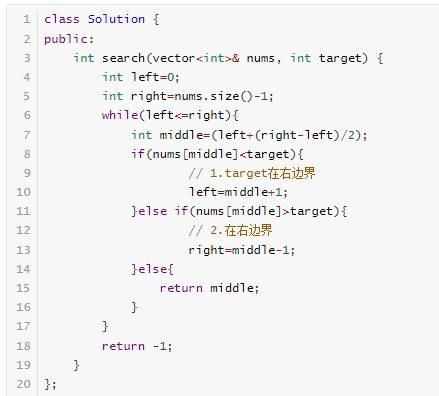 1 class Solution {
2 public:
3     int search(vector<int>& nums, int target) {
4         int left=0;
5         int right=nums.size()-1;
6         while(left<=right){
7             int middle=(left+(right-left)/2);
8             if(nums[middle]<target){
9                     // 1.target在右边界
10                     left=middle+1;
11             }else if(nums[middle]>target){
12                     // 2.在右边界
13                     right=middle-1;
14             }else{
15                 return middle;
16             }
17         }
18         return -1;
19     }
20 };